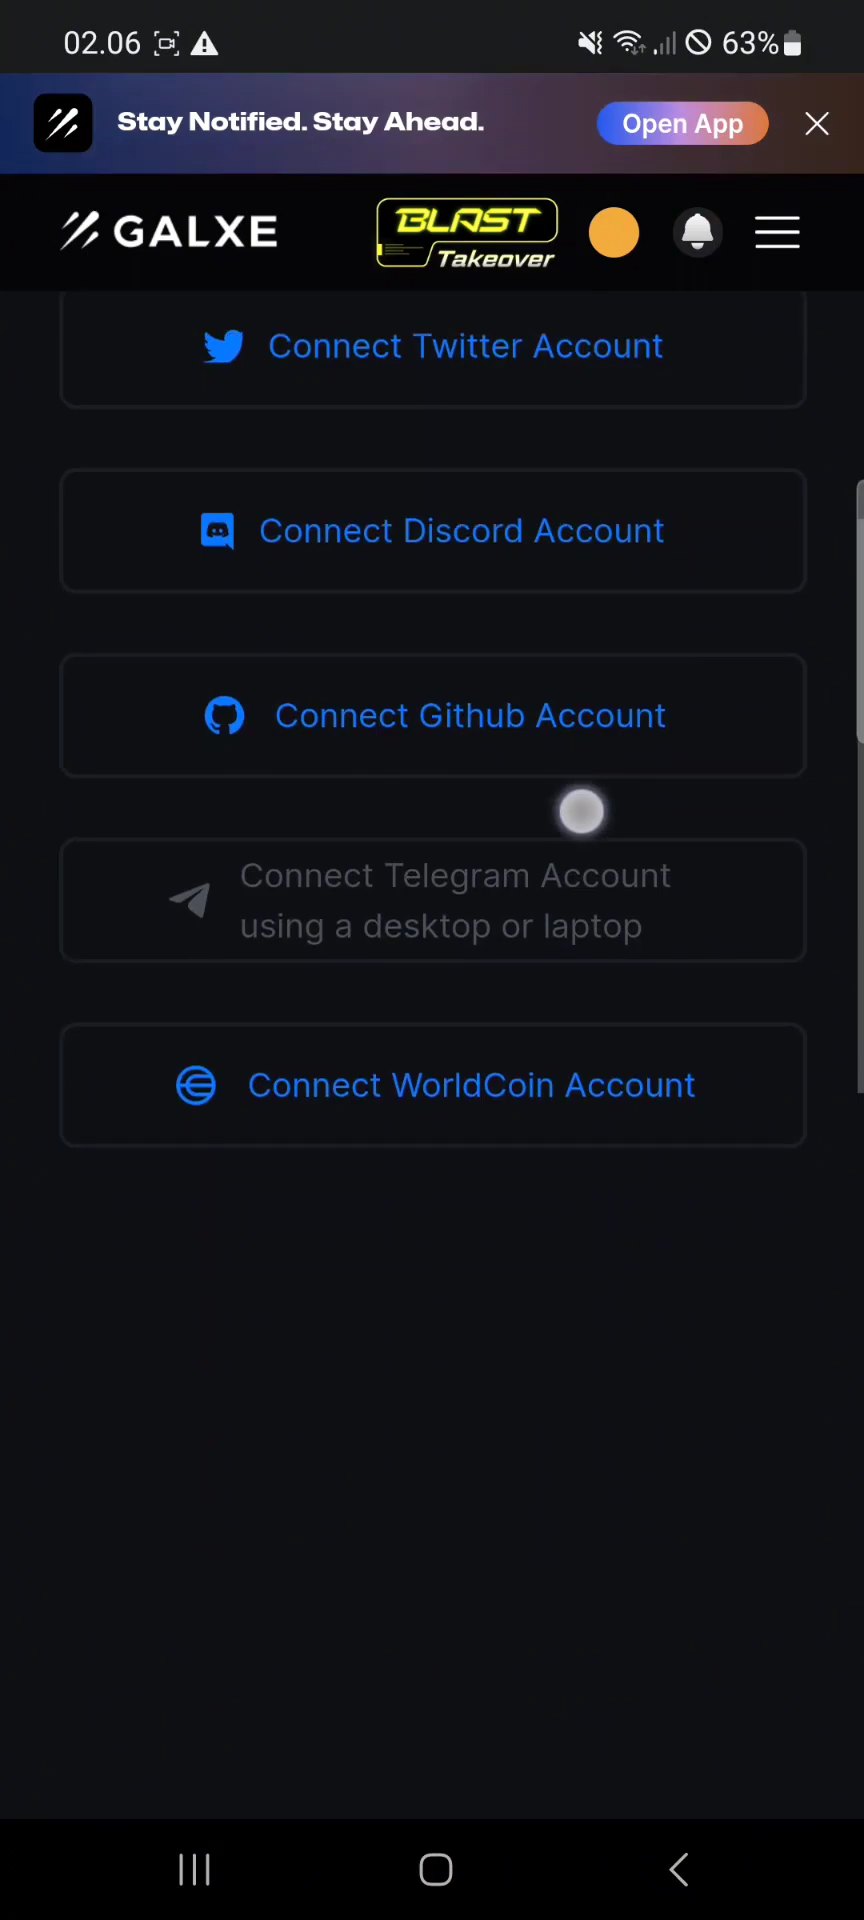 02.06
63%
Stay Notified. Stay Ahead.
Open App
GALXE
BLAST
Takeover
Connect Twitter Account
Connect Discord Account
Connect Github Account
Connect Telegram Account
using a desktop or laptop
Connect WorldCoin Account